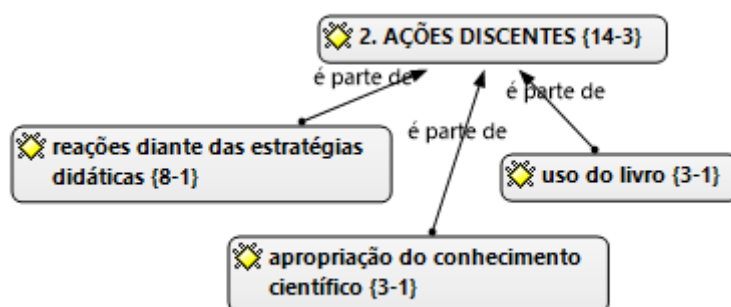 2. AÇÕES DISCENTES {14-3}
é parte de
é parte de
é parte de
reações diante das estratégias
didáticas {8-1}
uso do livro {3-1}
apropriação do conhecimento
científico {3-1}